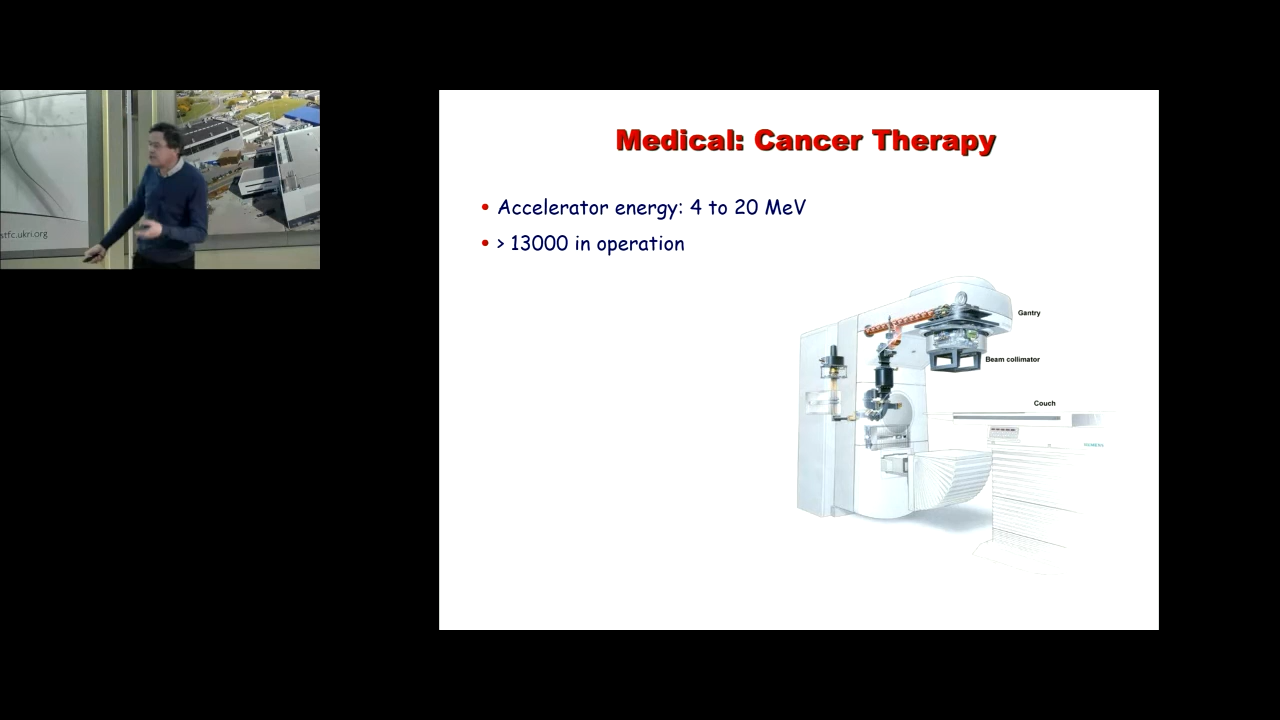 stfc.ukri.org
Medical: Cancer Therapy
• Accelerator energy: 4 to 20 MeV
• > 13000 in operation
Gantry
Beam collimator
Couch
SIEMENS